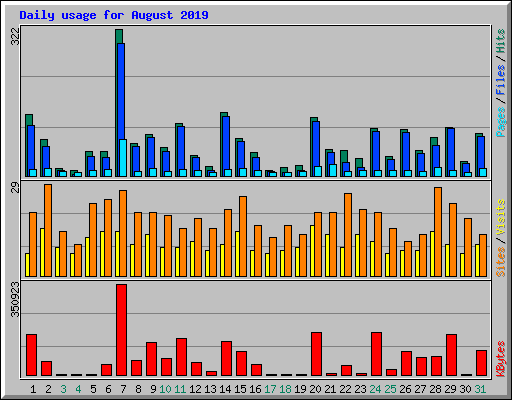 Daily usage for August 2019
322
Pages / Files / Hits
29
Sites / Visits
350923
KBytes
1 2 3 4 5 6 7 8 9 10 11 12 13 14 15 16 17 18 19 20 21 22 23 24 25 26 27 28 29 30 31